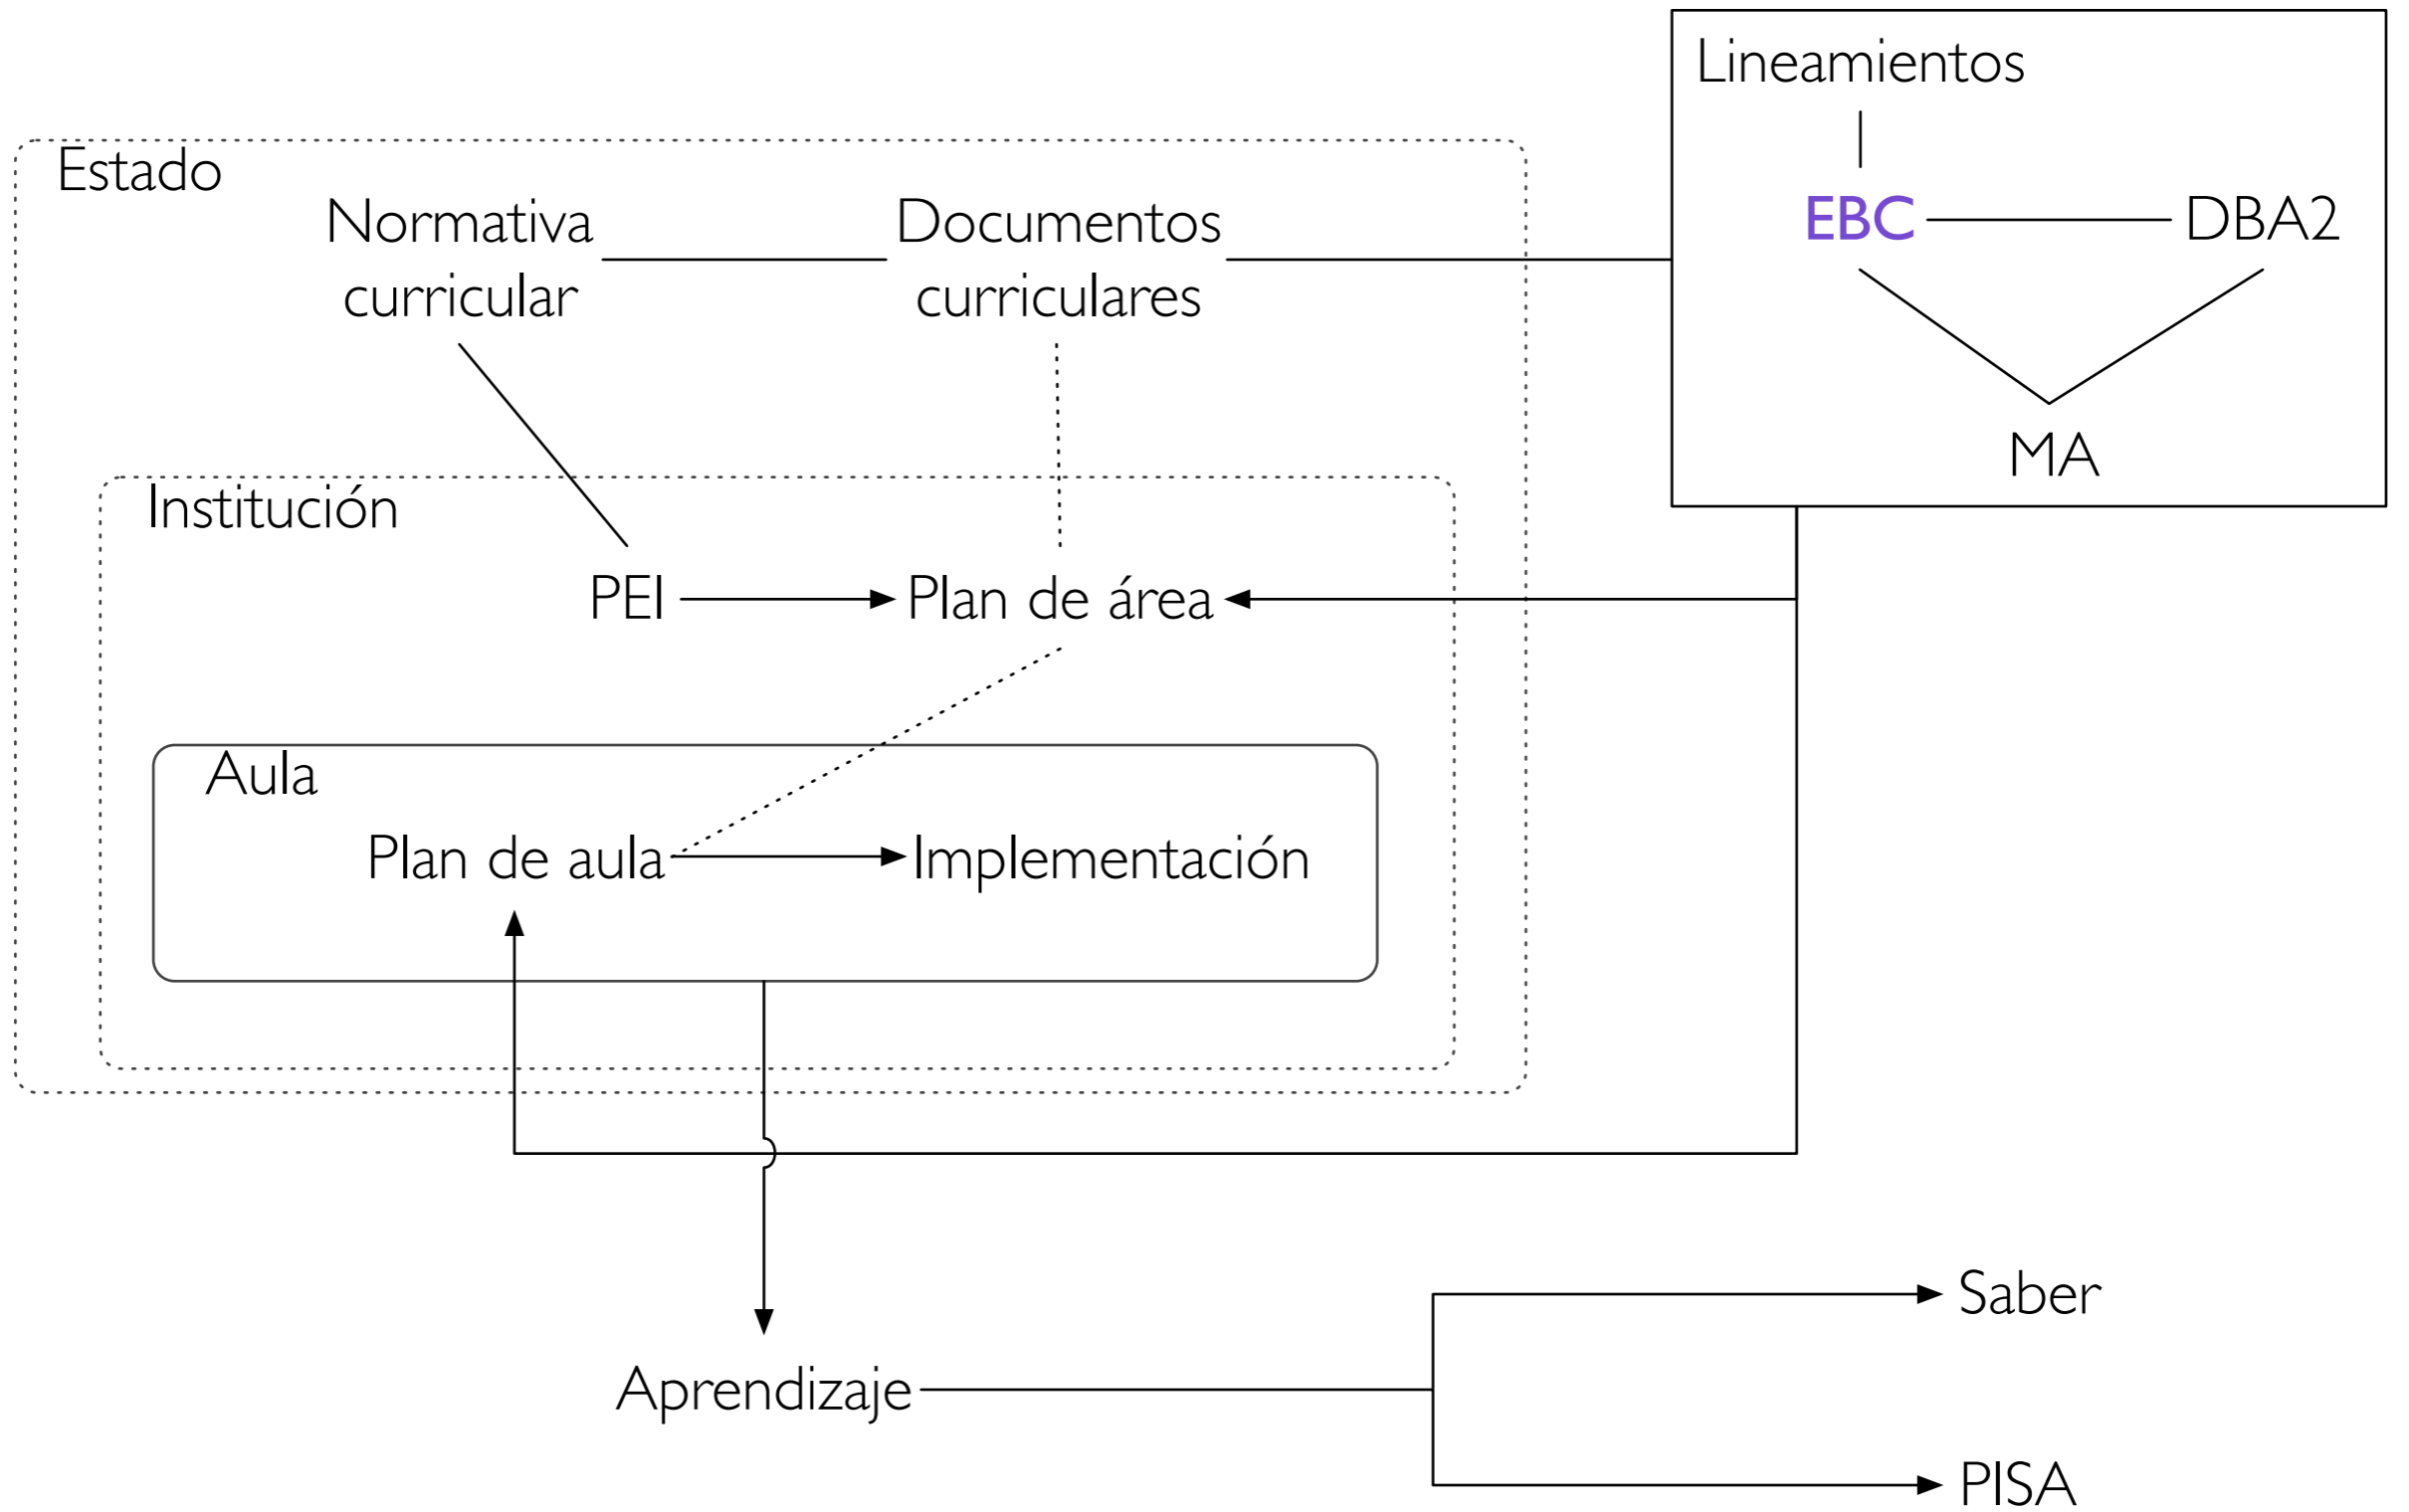 Lineamientos
Estado
Normativa
curricular
Documentos
curriculares
EBC
DBA2
MA
Institución
PEI
Plan de área
Aula
Plan de aula
Implementación
Saber
Aprendizaje
PISA